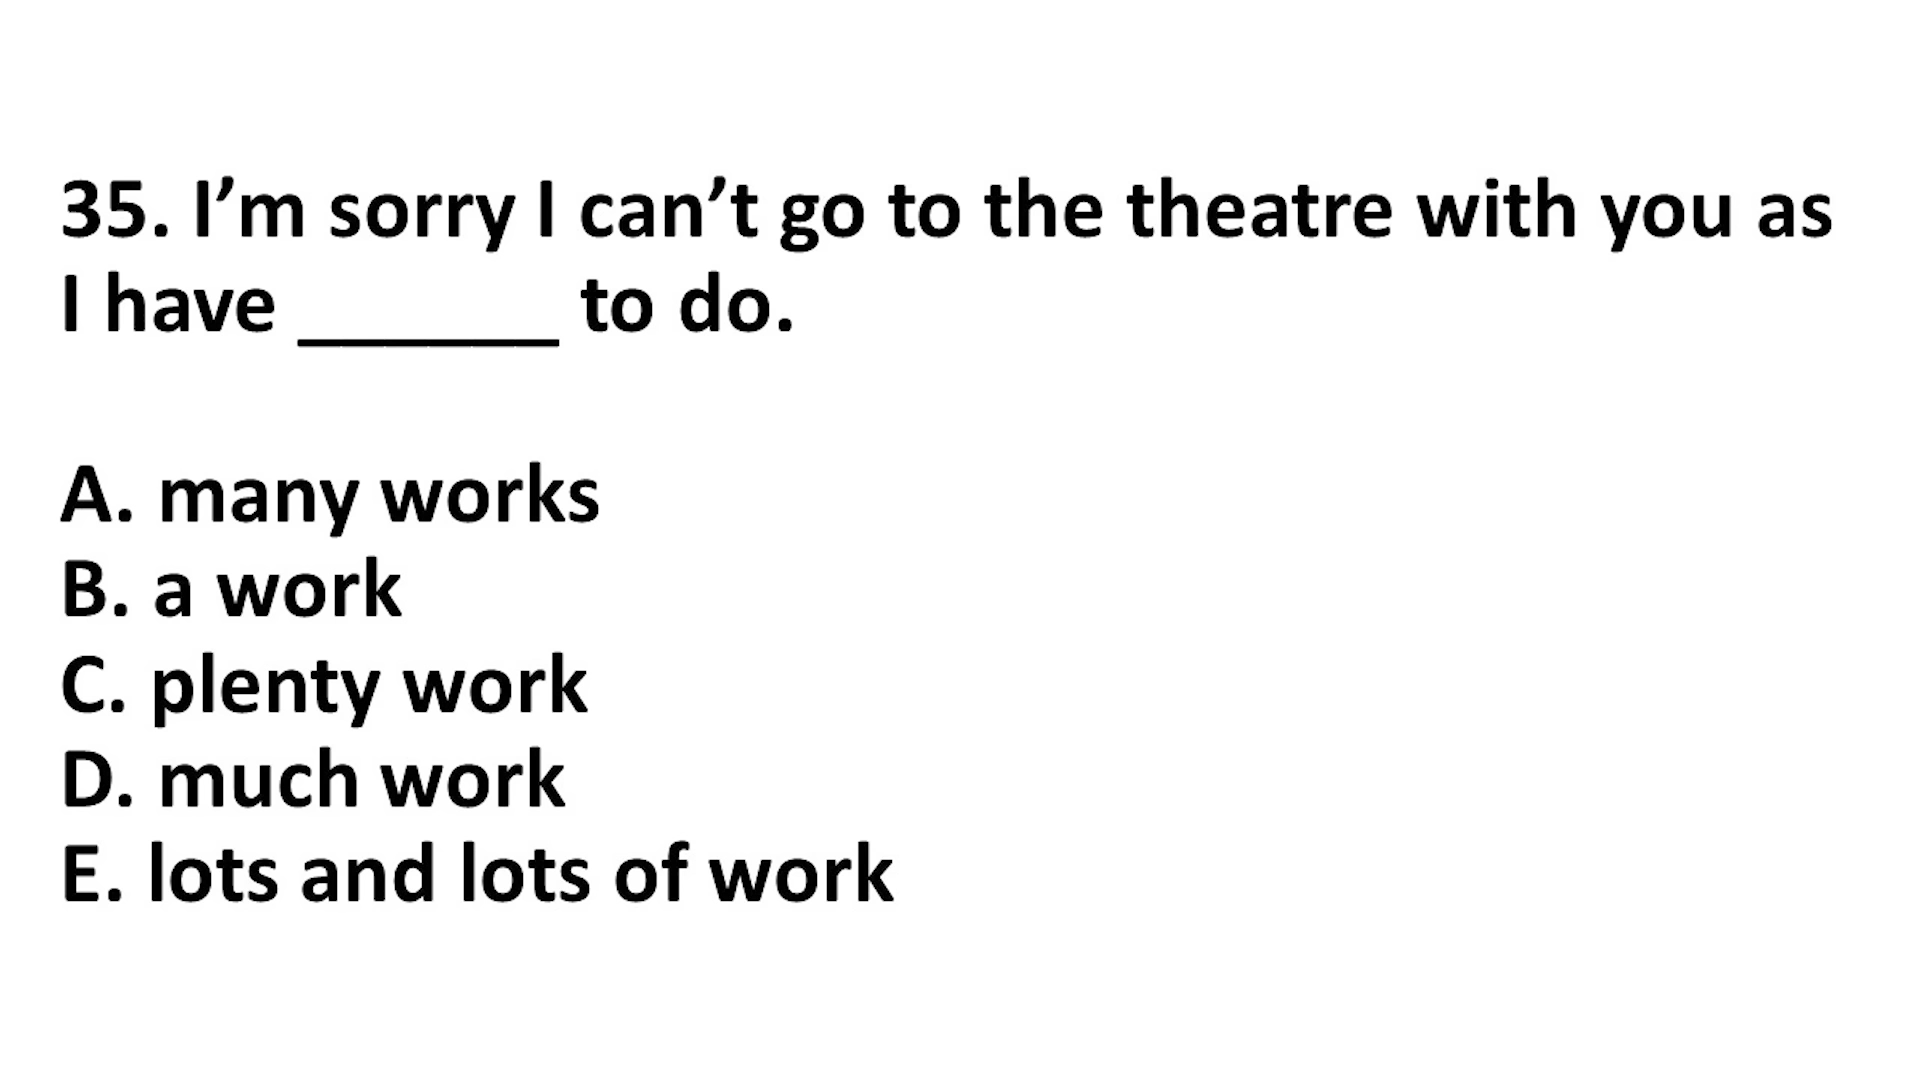 35. I’m sorry I can’t go to the theatre with you as
I have ______ to do.
A. many works
B. a work
C. plenty work
D. much work
E. lots and lots of work